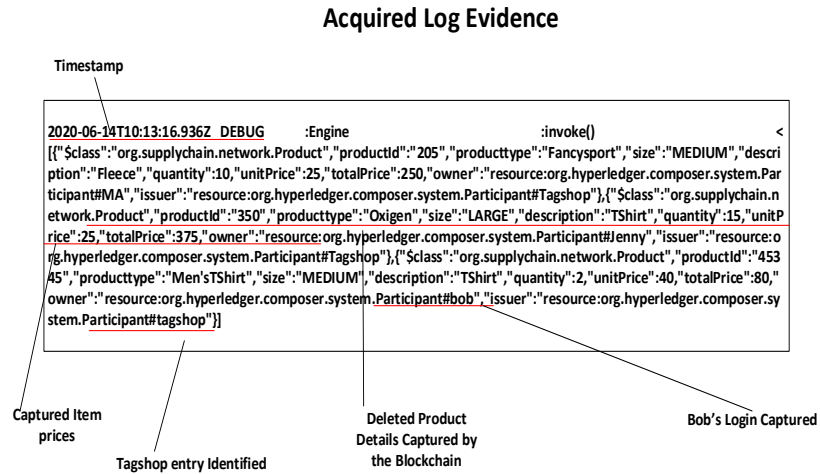 Acquired Log Evidence
Timestamp
2020-06-14T10:13:16.936Z DEBUG :Engine :invoke() <
[{"$class":"org.supplychain.network.Product","productId":"205","producttype":"Fancysport","size":"MEDIUM","descri
ption":"Fleece","quantity":10,"unitPrice":25,"totalPrice":250,"owner":"resource:org.hyperledger.composer.system.Par
ticipant#MA","issuer":"resource:org.hyperledger.composer.system.Participant#Tagshop"},{"$class":"org.supplychain.n
etwork.Product","productId":"350","producttype":"Oxigen","size":"LARGE","description":"TShirt","quantity":15,"unitP
rice":25,"totalPrice":375,"owner":"resource:org.hyperledger.composer.system.Participant#Jenny","issuer":"resource:o
rg.hyperledger.composer.system.Participant#Tagshop"},{"$class":"org.supplychain.network.Product","productId":"453
45","producttype":"Men'sTShirt","size":"MEDIUM","description":"TShirt","quantity":2,"unitPrice":40,"totalPrice":80,"
owner":"resource:org.hyperledger.composer.system.Participant#bob","issuer":"resource:org.hyperledger.composer.sy
stem.Participant#tagshop"}]
Captured Item
prices
Tagshop entry Identified
Deleted Product
Details Captured by
the Blockchain
Bob's Login Captured